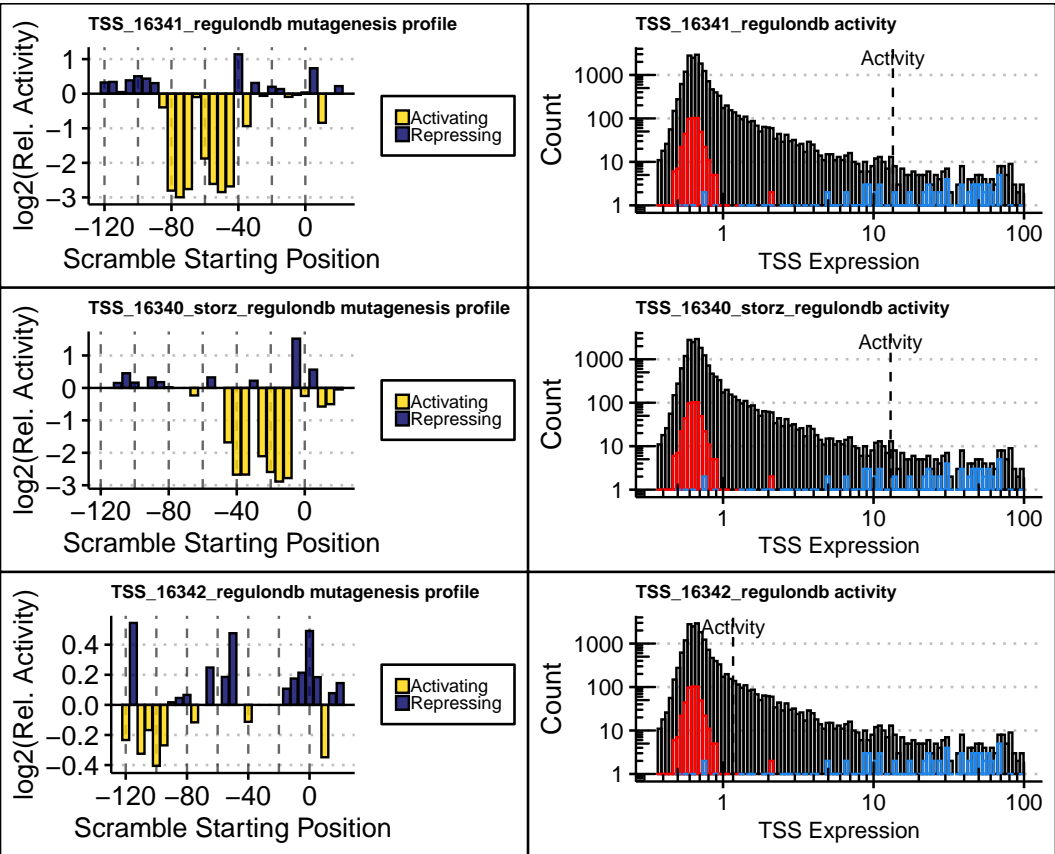 TSS_16341_regulondb mutagenesis profile
log2(Rel. Activity)
1
0
−1
−2
−3
−120
−80
−40
0
Scramble Starting Position
Activating
Repressing
TSS_16341_regulondb activity
Activity
Count
1000
100
10
1
1
10
100
TSS Expression
TSS_16340_storz_regulondb mutagenesis profile
log2(Rel. Activity)
1
0
−1
−2
−3
−120
−80
−40
0
Scramble Starting Position
Activating
Repressing
TSS_16340_storz_regulondb activity
Activity
Count
1000
100
10
1
1
10
100
TSS Expression
TSS_16342_regulondb mutagenesis profile
log2(Rel. Activity)
0.4
0.2
0.0
−0.2
−0.4
−120
−80
−40
0
Scramble Starting Position
Activating
Repressing
TSS_16342_regulondb activity
Activity
Count
1000
100
10
1
1
10
100
TSS Expression